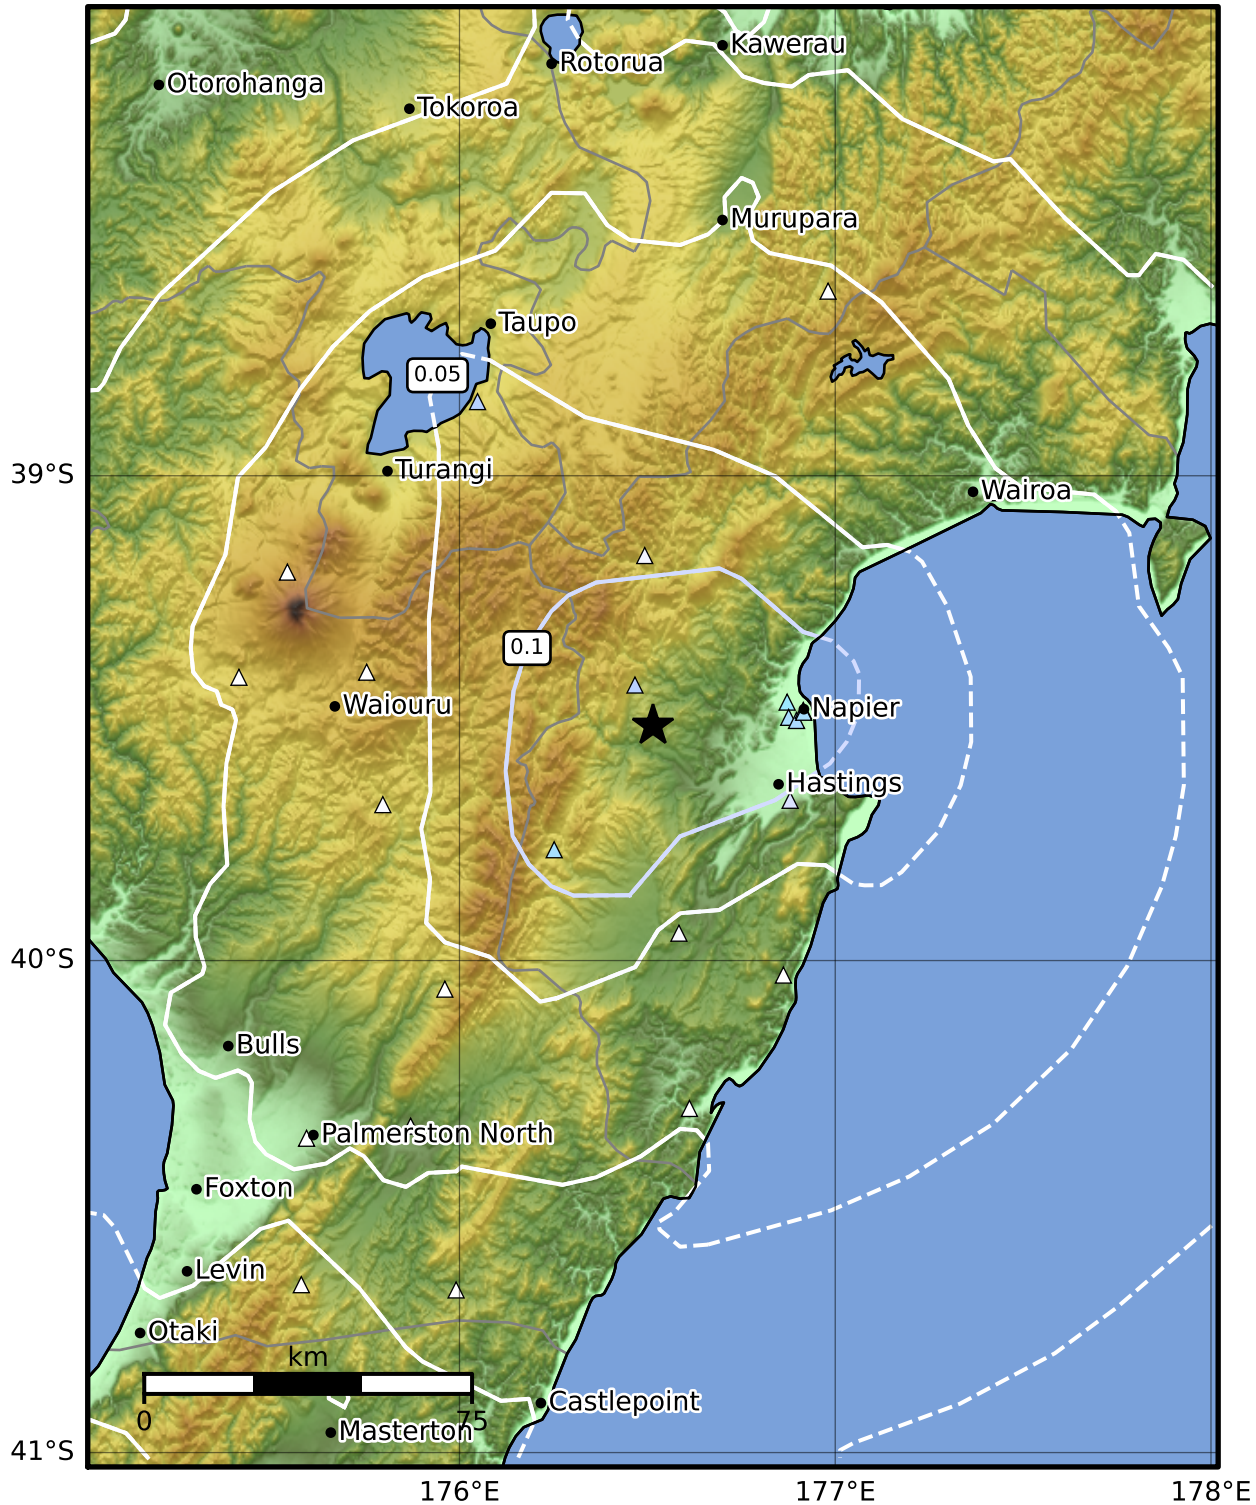 Kawerau
Rotorua
Otorohanga
Tokoroa
Murupara
Taupo
0.05
Turangi
39°S
Wairoa
0.1
Waiouru
Napier
Hastings
40°S
Bulls
Palmerston North
Foxton
Levin
Otaki
km
0
75
Castlepoint
Masterton
41°S
176°E
177°E
178°E